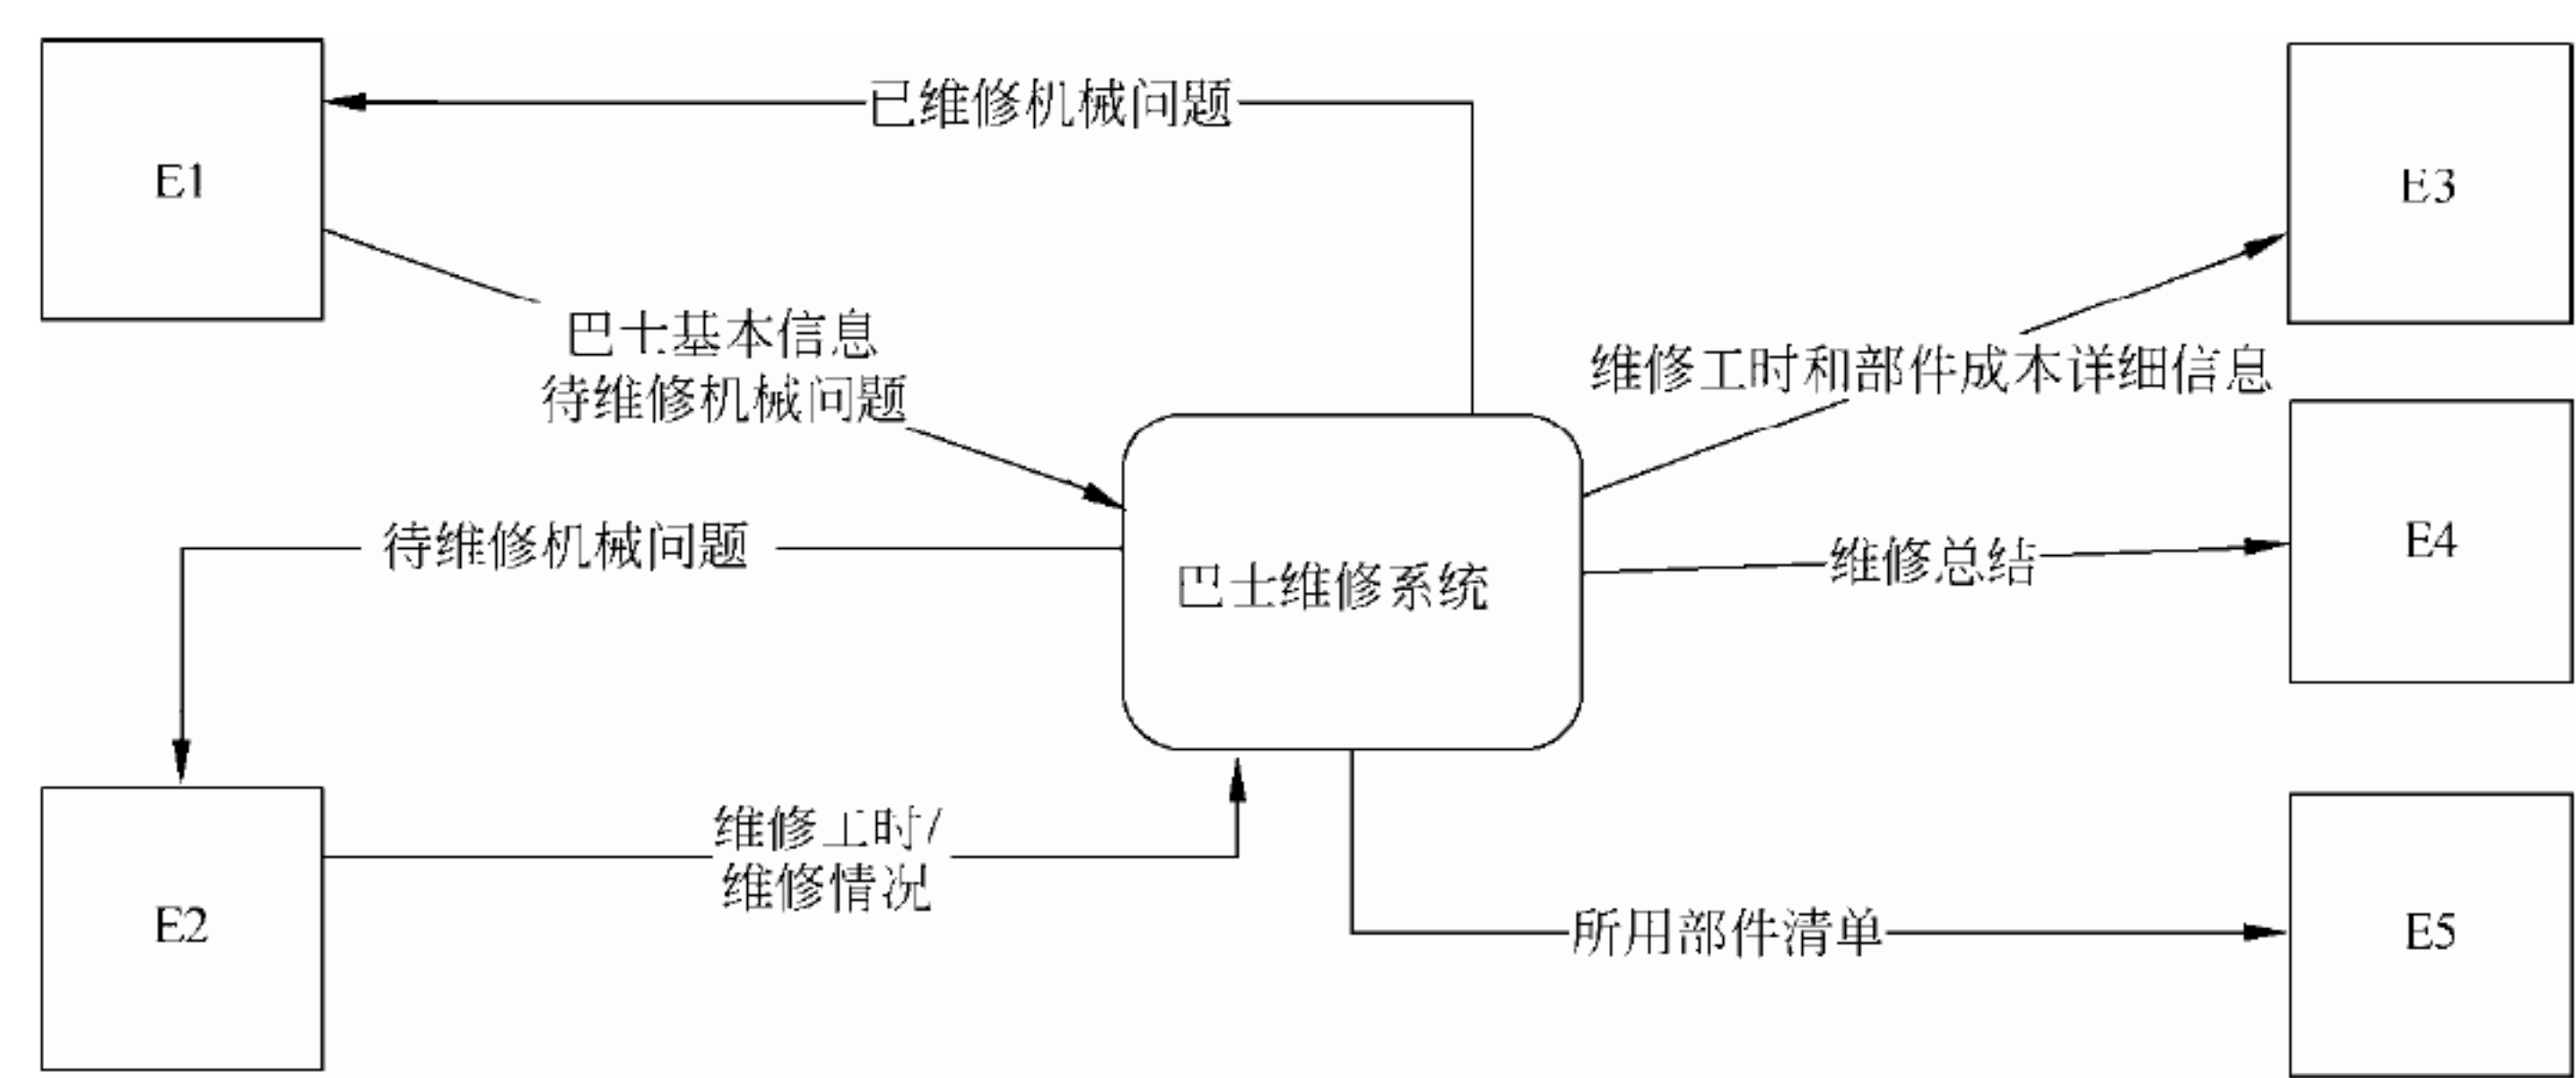 已维修机械问题
E1
E3
巴士基本信息
待维修机械问题
维修工时和部件成本详细信息
待维修机械问题
巴士维修系统
维修总结
E4
维修工时/
维修情况
E2
所用部件清单
E5